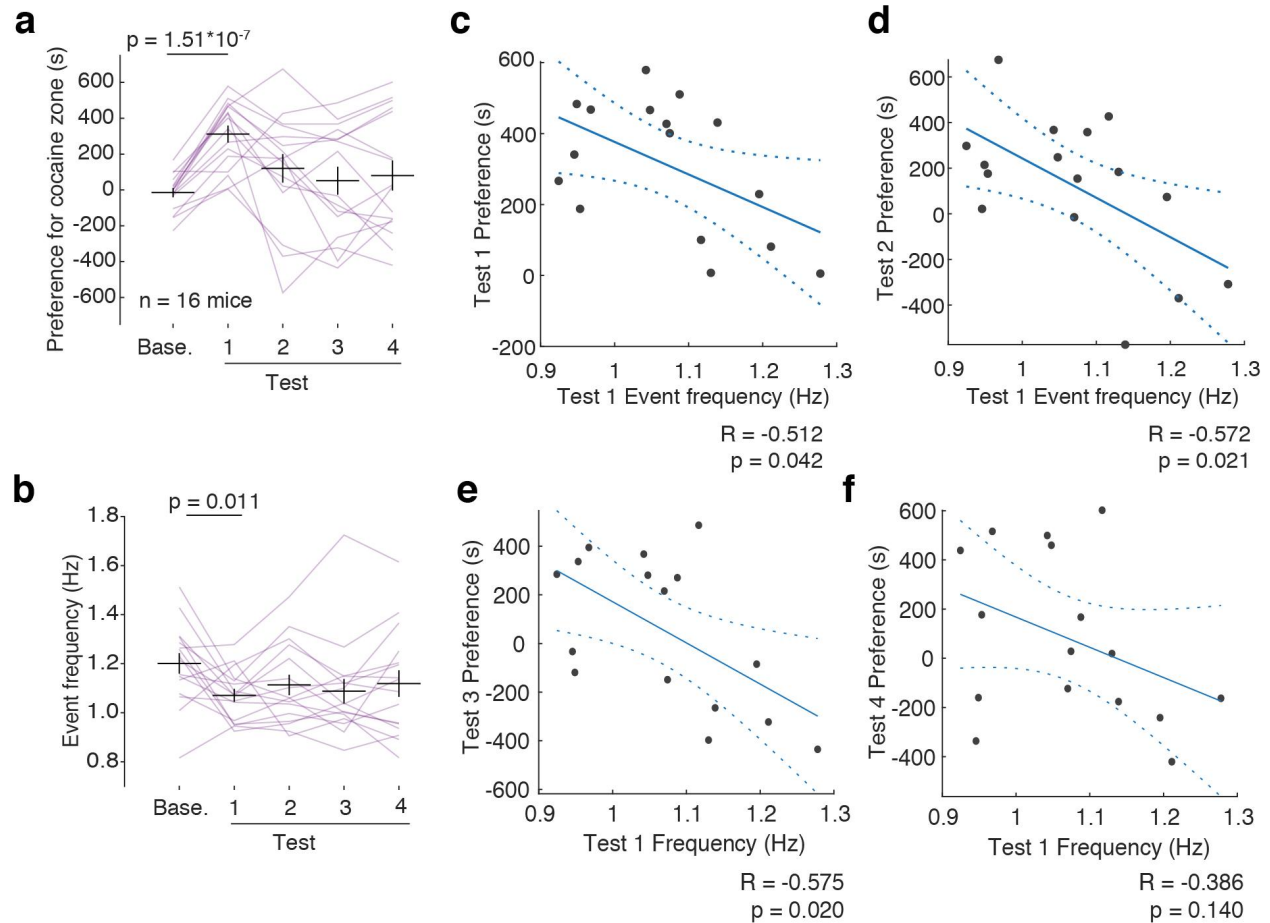 a
p = 1.51*10-7
Preference for cocaine zone (s)
600
400
200
0
-200
-400
-600
n = 16 mice
Base. 1 2 3 4
Test
c
Test 1 Preference (s)
600
400
200
0
-200
0.9 1 1.1 1.2 1.3
Test 1 Event frequency (Hz)
R = -0.512
p = 0.042
d
Test 2 Preference (s)
600
400
200
0
-200
-400
0.9 1 1.1 1.2 1.3
Test 1 Event frequency (Hz)
R = -0.572
p = 0.021
b
p = 0.011
Event frequency (Hz)
1.8
1.6
1.4
1.2
1.0
0.8
Base. 1 2 3 4
Test
e
Test 3 Preference (s)
400
200
0
-200
-400
-600
0.9 1 1.1 1.2 1.3
Test 1 Frequency (Hz)
R = -0.575
p = 0.020
f
Test 4 Preference (s)
600
400
200
0
-200
-400
0.9 1 1.1 1.2 1.3
Test 1 Frequency (Hz)
R = -0.386
p = 0.140